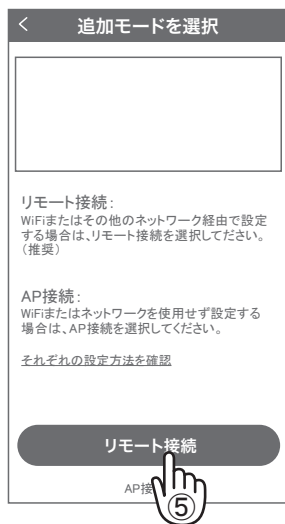 追加モードを選択
リモート接続：
WiFiまたはその他のネットワーク経由で設定
する場合は、リモート接続を選択してださい。
（推奨）
AP接続：
WiFiまたはネットワークを使用せず設定する
場合は、AP接続を選択してください。
それぞれの設定方法を確認
リモート接続
AP接
⑤